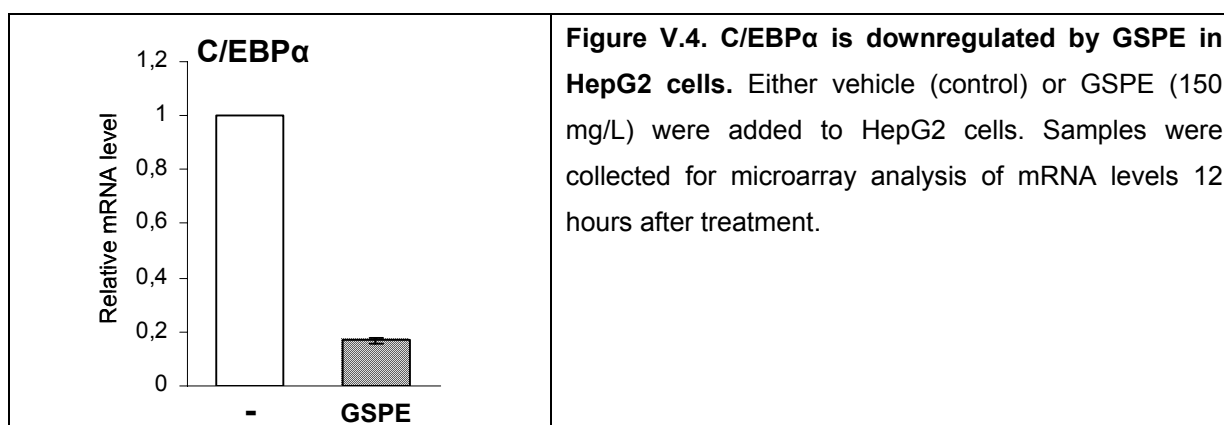 C/EBPα
1,2
1
0,8
0,6
0,4
0,2
0
Relative mRNA level
-
GSPE
Figure V.4. C/EBPα is downregulated by GSPE in
HepG2 cells. Either vehicle (control) or GSPE (150
mg/L) were added to HepG2 cells. Samples were
collected for microarray analysis of mRNA levels 12
hours after treatment.